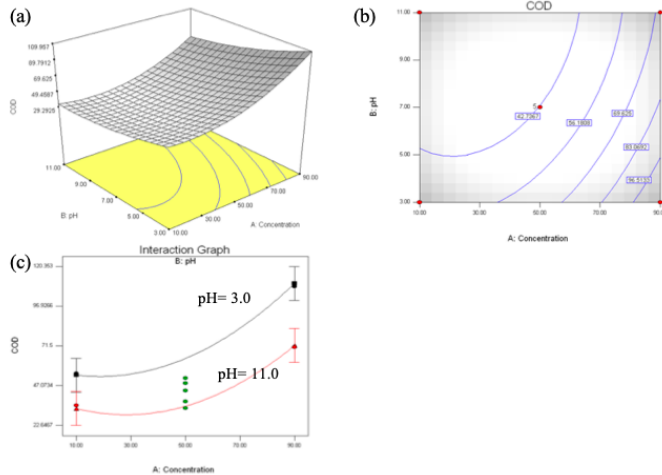 (a)
109.987
89.7912
69.625
49.4587
29.2925
COD
11.00
9.00
7.00
5.00
3.00
B: pH
90.00
70.00
50.00
30.00
10.00
A: Concentration
(b)
COD
11.00
9.00
7.00
5.00
3.00
B: pH
5
42.7367
56.1808
69.625
83.0692
96.5133
10.00
30.00
50.00
70.00
90.00
A: Concentration
(c)
Interaction Graph
B: pH
120.353
95.9266
71.5
47.0734
22.6467
COD
pH= 3.0
pH= 11.0
10.00
30.00
50.00
70.00
90.00
A: Concentration